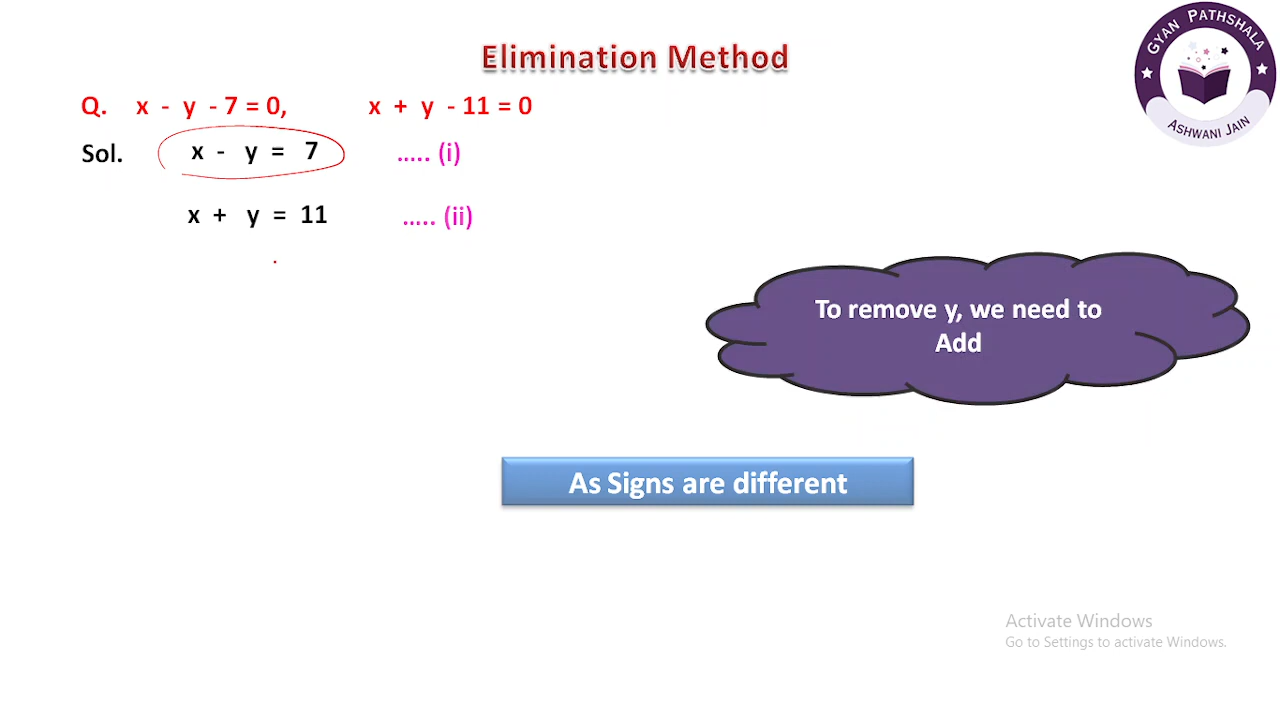 Elimination Method
GYAN PATHSHALA
ASHWANI JAIN
Q. x - y - 7 = 0, x + y - 11 = 0
Sol. x - y = 7 ..... (i)
x + y = 11 ..... (ii)
To remove y, we need to
Add
As Signs are different
Activate Windows
Go to Settings to activate Windows.